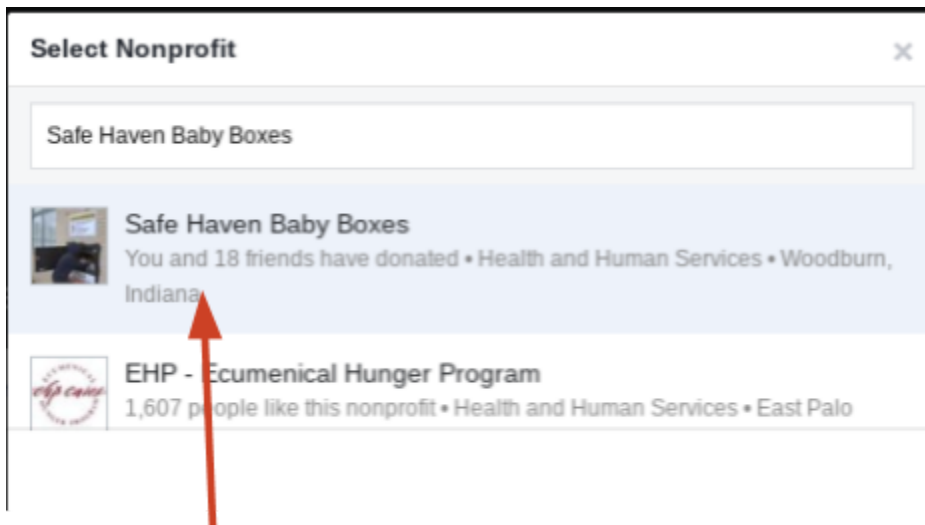 Select Nonprofit
×
Safe Haven Baby Boxes
Safe Haven Baby Boxes
You and 18 friends have donated • Health and Human Services • Woodburn,
Indiana
EHP - Ecumenical Hunger Program
1,607 people like this nonprofit • Health and Human Services • East Palo
ehp cares